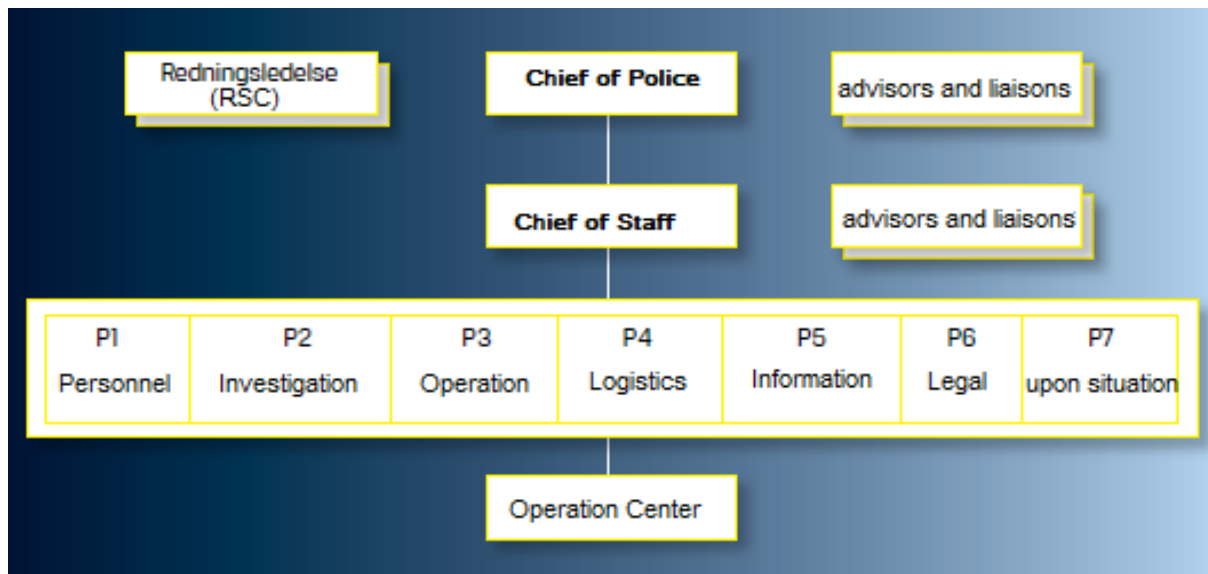 Redningsledelse
(RSC)
Chief of Police
advisors and liaisons
Chief of Staff
advisors and liaisons
P1
Personnel
P2
Investigation
P3
Operation
P4
Logistics
P5
Information
P6
Legal
P7
upon situation
Operation Center